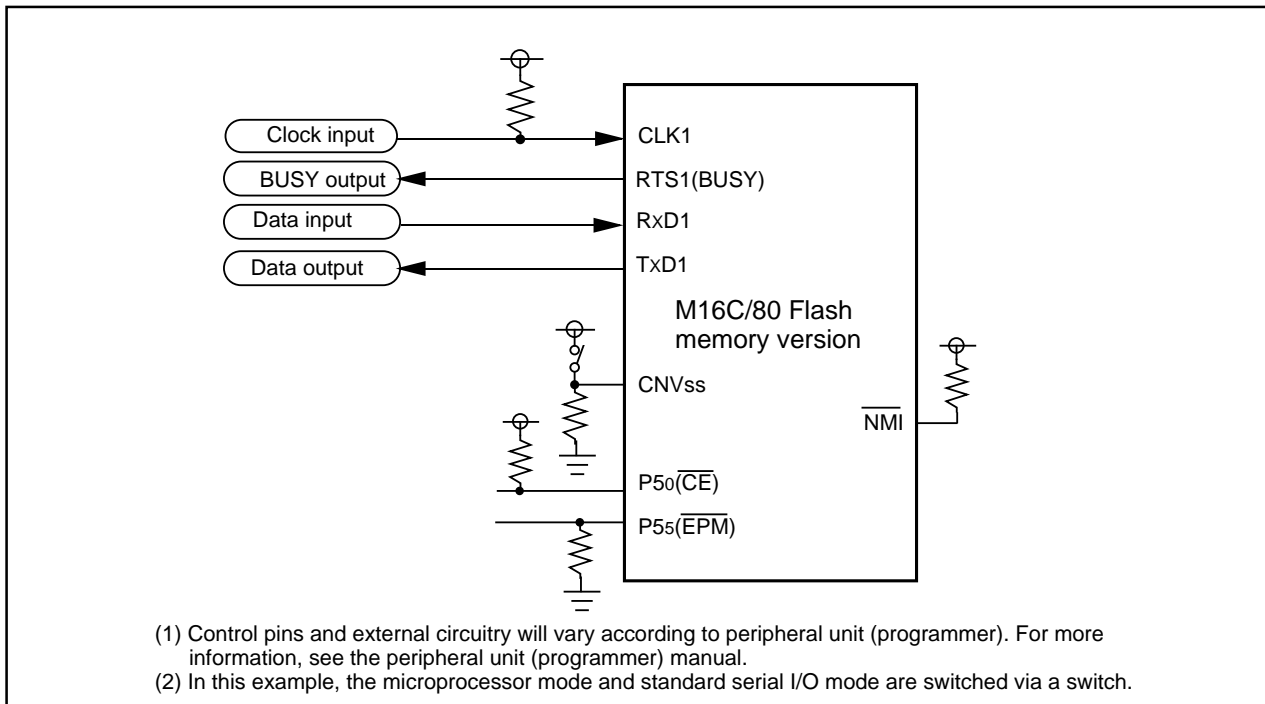 Clock input
CLK1
BUSY output
RTS1(BUSY)
Data input
RxD1
Data output
TxD1
M16C/80 Flash
memory version
CNVss
NMI
P50(CE)
P55(EPM)
(1) Control pins and external circuitry will vary according to peripheral unit (programmer). For more
information, see the peripheral unit (programmer) manual.
(2) In this example, the microprocessor mode and standard serial I/O mode are switched via a switch.